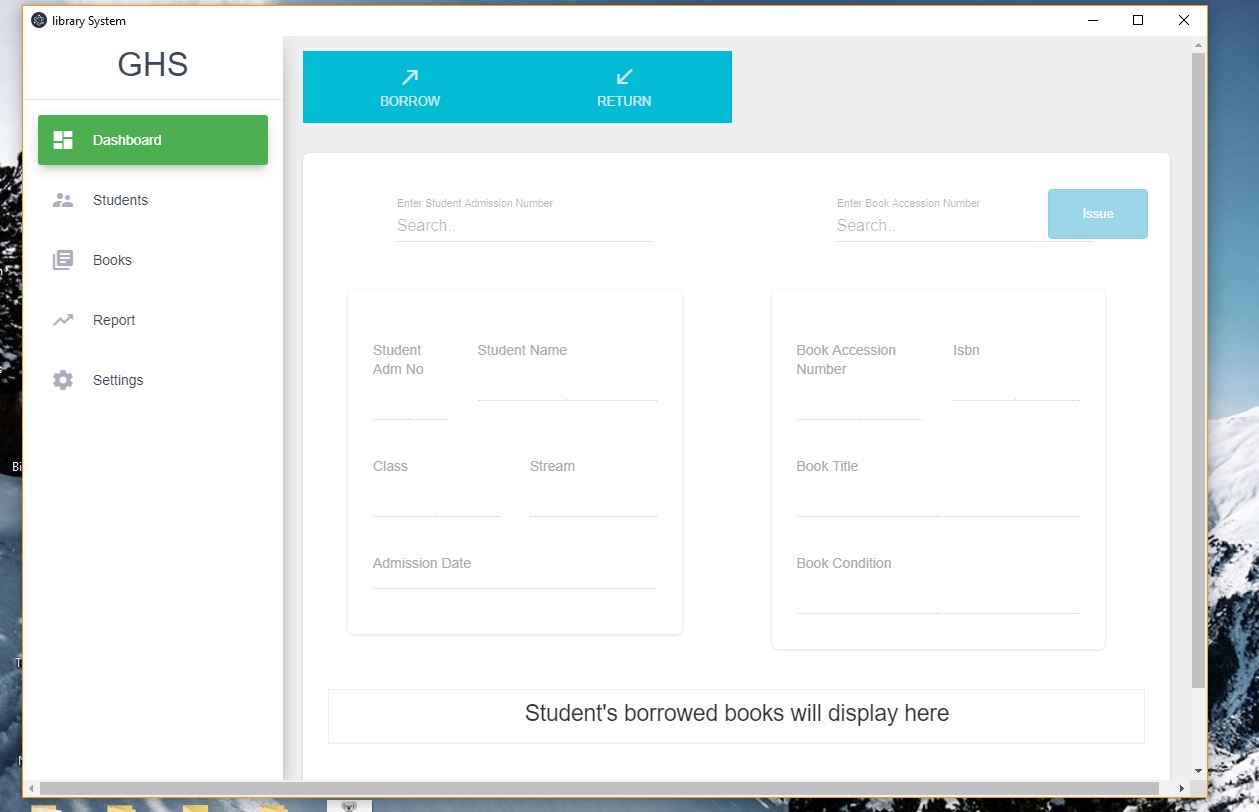 library System
GHS
Dashboard
Students
Books
Report
Settings
BORROW
RETURN
Enter Student Admission Number
Search..
Enter Book Accession Number
Search..
Issue
Student
Adm No
Student Name
Class
Stream
Admission Date
Book Accession
Number
Isbn
Book Title
Book Condition
Student's borrowed books will display here
Bi